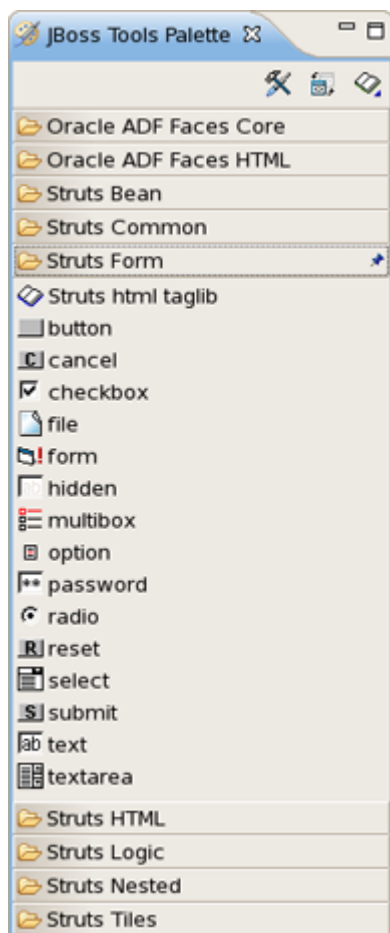 JBoss Tools Palette
Oracle ADF Faces Core
Oracle ADF Faces HTML
Struts Bean
Struts Common
Struts Form
Struts html taglib
button
C cancel
checkbox
file
form
hidden
multibox
option
** password
radio
R reset
select
S submit
ab text
textarea
Struts HTML
Struts Logic
Struts Nested
Struts Tiles